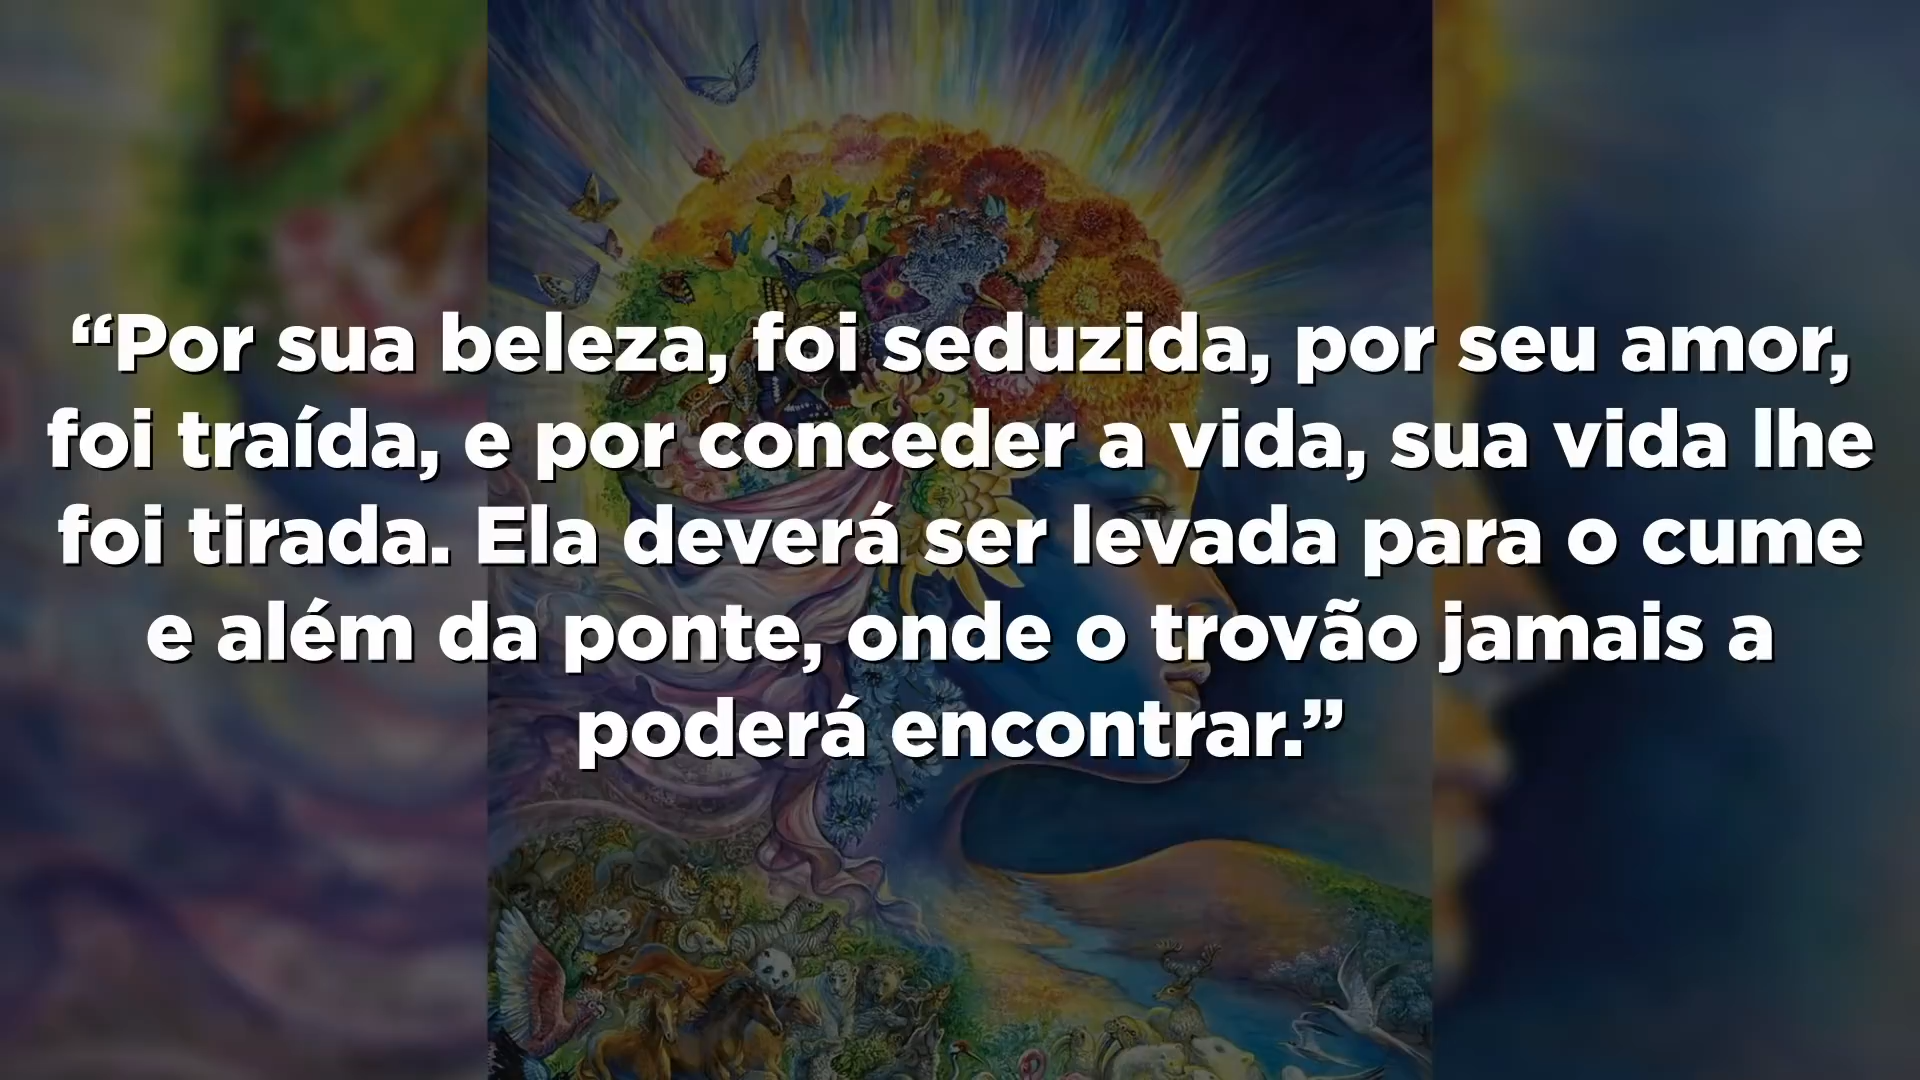 “Por sua beleza, foi seduzida, por seu amor,
foi traída, e por conceder a vida, sua vida lhe
foi tirada. Ela deverá ser levada para o cume
e além da ponte, onde o trovão jamais a
poderá encontrar.”